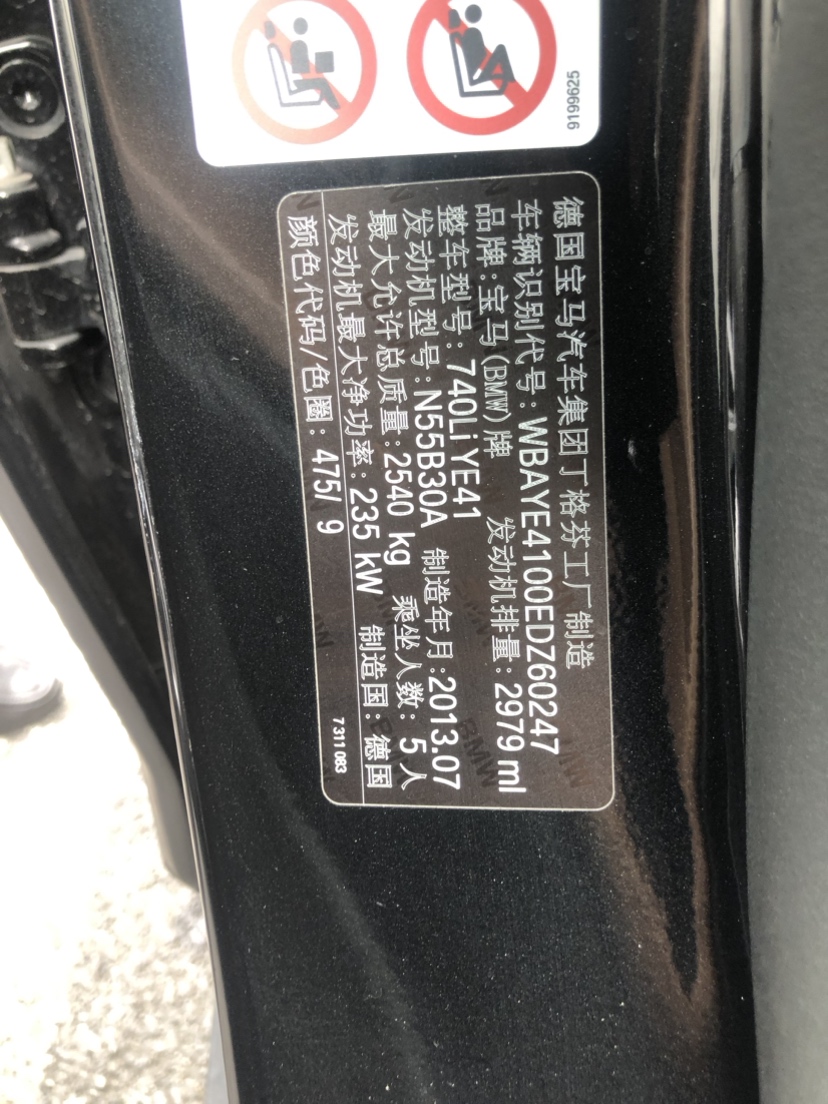 9199625
德国宝马汽车集团丁格芬工厂制造
车辆识别代号:WBAYE4100EDZ60247
品牌:宝马(BMW)牌 发动机排量:2979 ml
整车型号:740Li YE41
发动机型号:N55B30A 制造年月:2013.07
最大允许总质量:2540 kg 乘坐人数:5人
发动机最大净功率:235 kW 制造国:德国
颜色代码/色圈:475/ 9
7 311 083